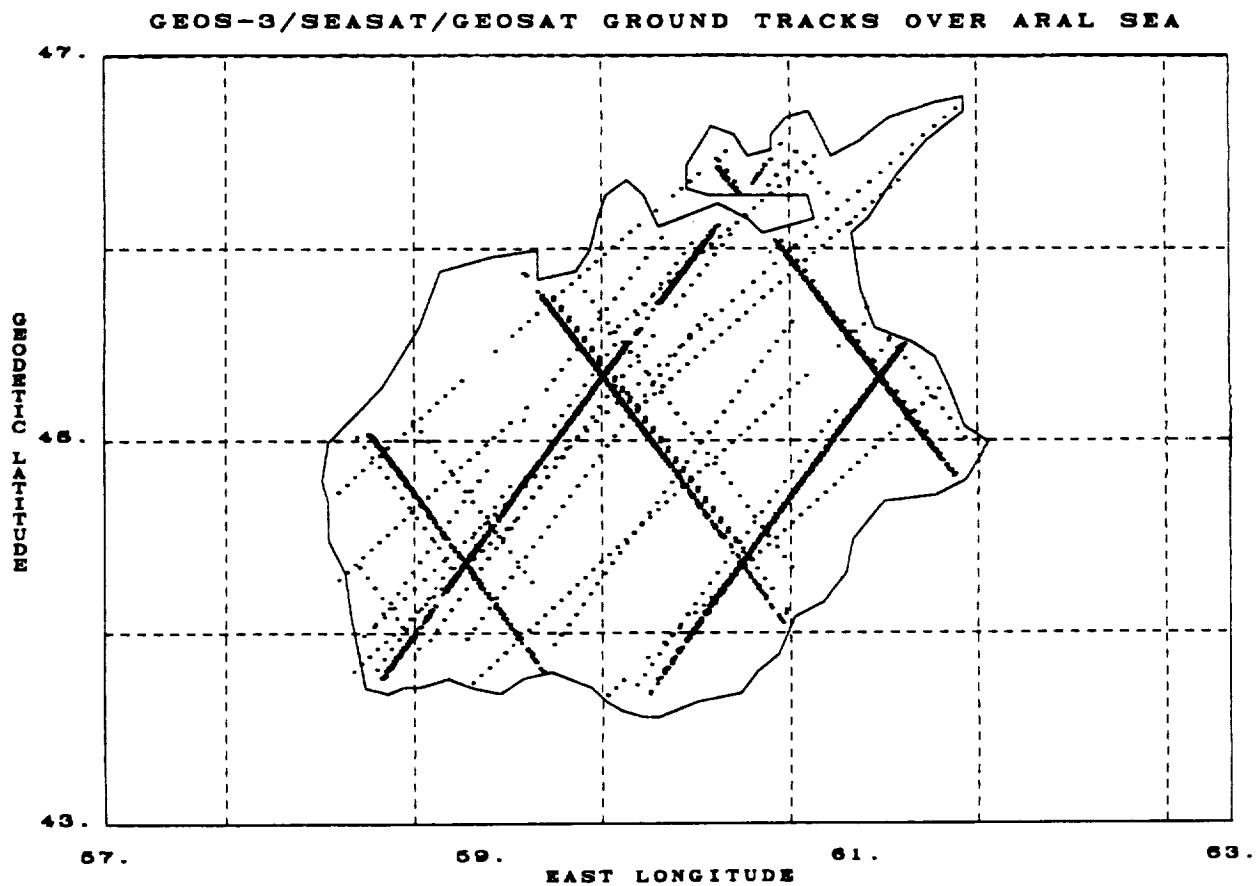 GEOS-3/SEASAT/GEOSAT GROUND TRACKS OVER ARAL SEA
47.
GEODETIC LATITUDE
45.
43.
57. 59. 61. 63.
EAST LONGITUDE